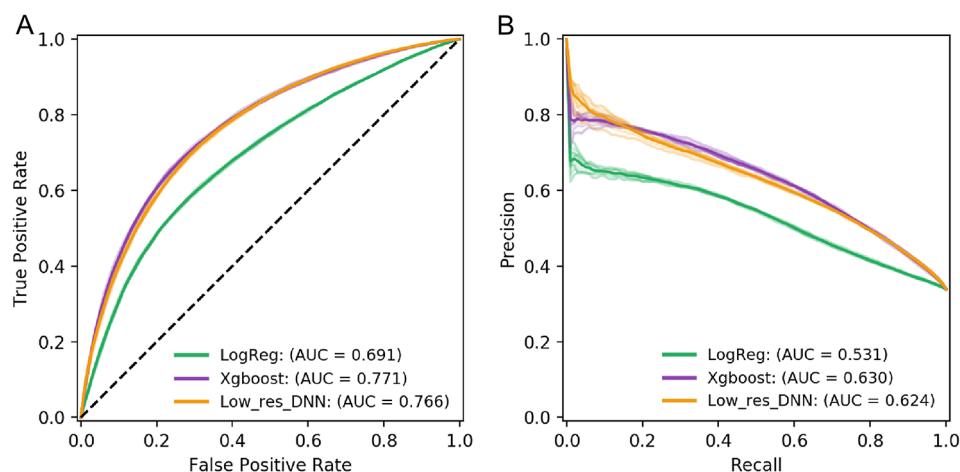 A
1.0
0.8
0.6
0.4
0.2
0.0
True Positive Rate
LogReg: (AUC = 0.691)
Xgboost: (AUC = 0.771)
Low_res_DNN: (AUC = 0.766)
0.0 0.2 0.4 0.6 0.8 1.0
False Positive Rate
B
1.0
0.8
0.6
0.4
0.2
0.0
Precision
LogReg: (AUC = 0.531)
Xgboost: (AUC = 0.630)
Low_res_DNN: (AUC = 0.624)
0.0 0.2 0.4 0.6 0.8 1.0
Recall